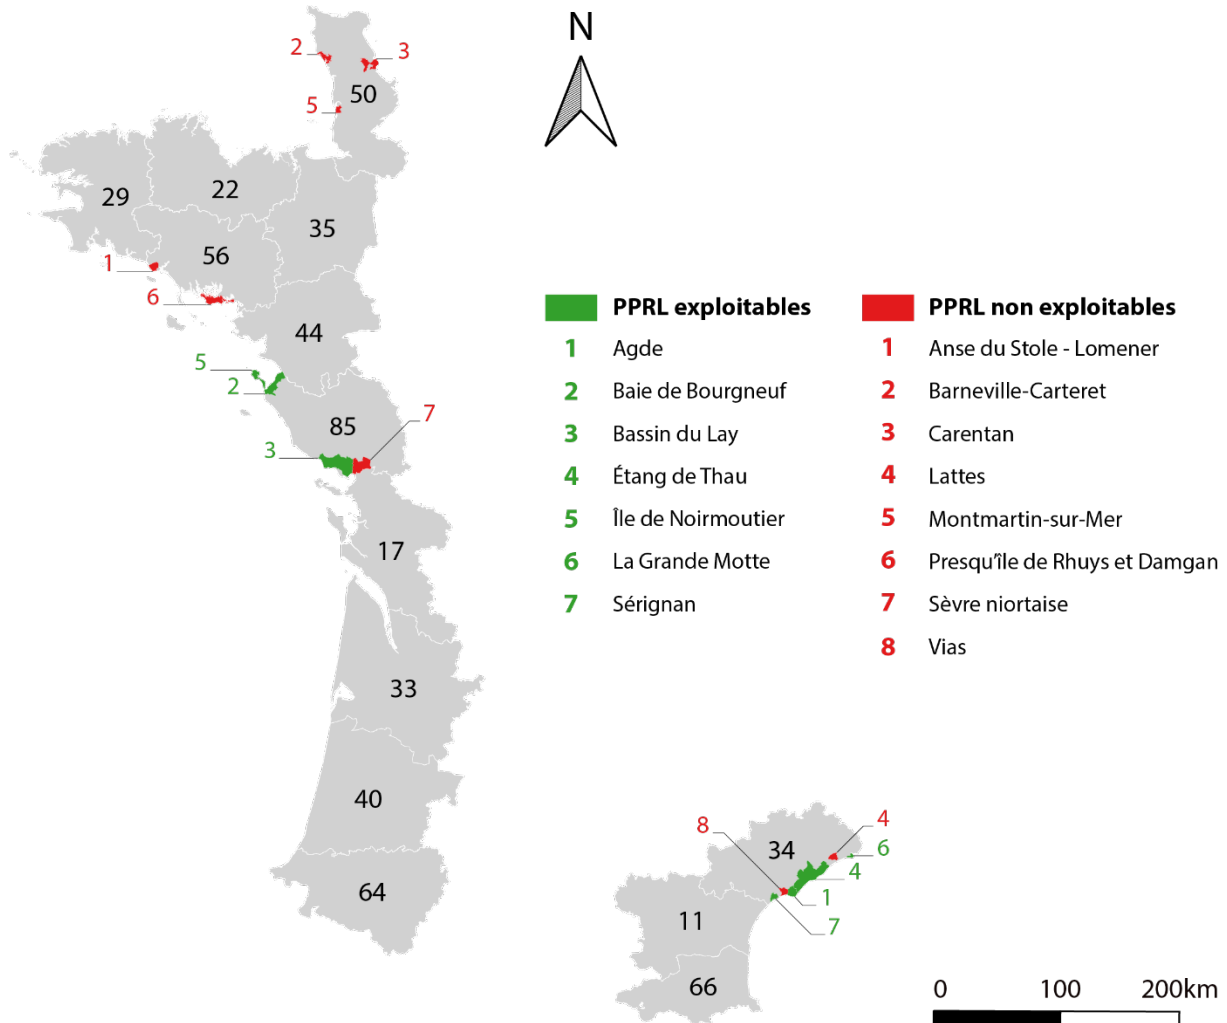 N
2
3
50
5
29
22
35
56
1
6
44
5
2
85
7
3
17
33
40
64
PPRL exploitables
1 Agde
2 Baie de Bourgneuf
3 Bassin du Lay
4 Étang de Thau
5 Île de Noirmoutier
6 La Grande Motte
7 Sérignan
PPRL non exploitables
1 Anse du Stole - Lomener
2 Barneville-Carteret
3 Carentan
4 Lattes
5 Montmartin-sur-Mer
6 Presqu'île de Rhuys et Damgan
7 Sèvre niortaise
8 Vias
8
4
34
6
4
1
7
11
66
0 100 200km